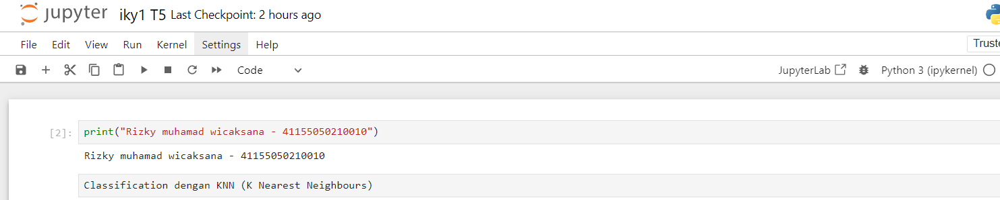 jupyter iky1 T5 Last Checkpoint: 2 hours ago
File Edit View Run Kernel Settings Help Truste
Code JupyterLab Python 3 (ipykernel)
[2]: print("Rizky muhamad wicaksana - 41155050210010")
Rizky muhamad wicaksana - 41155050210010
Classification dengan KNN (K Nearest Neighbours)